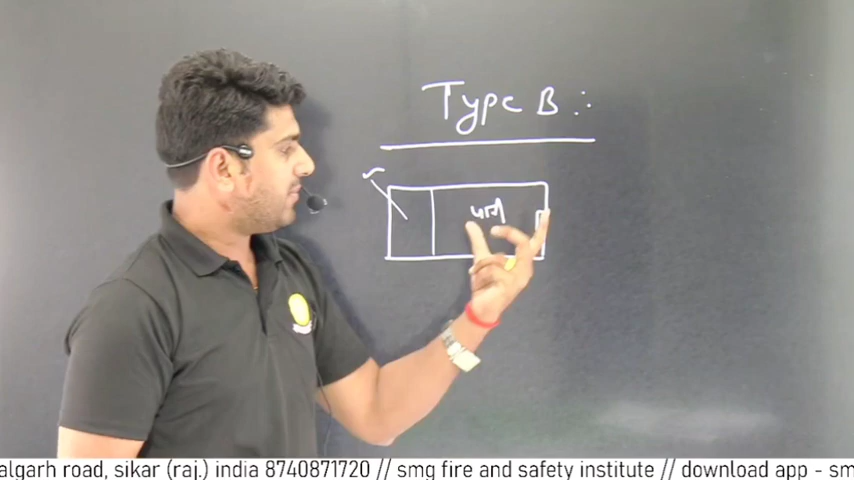 Type B :-
पानी
algarh road, sikar (raj.) india 8740871720 // smg fire and safety institute // download app - sm